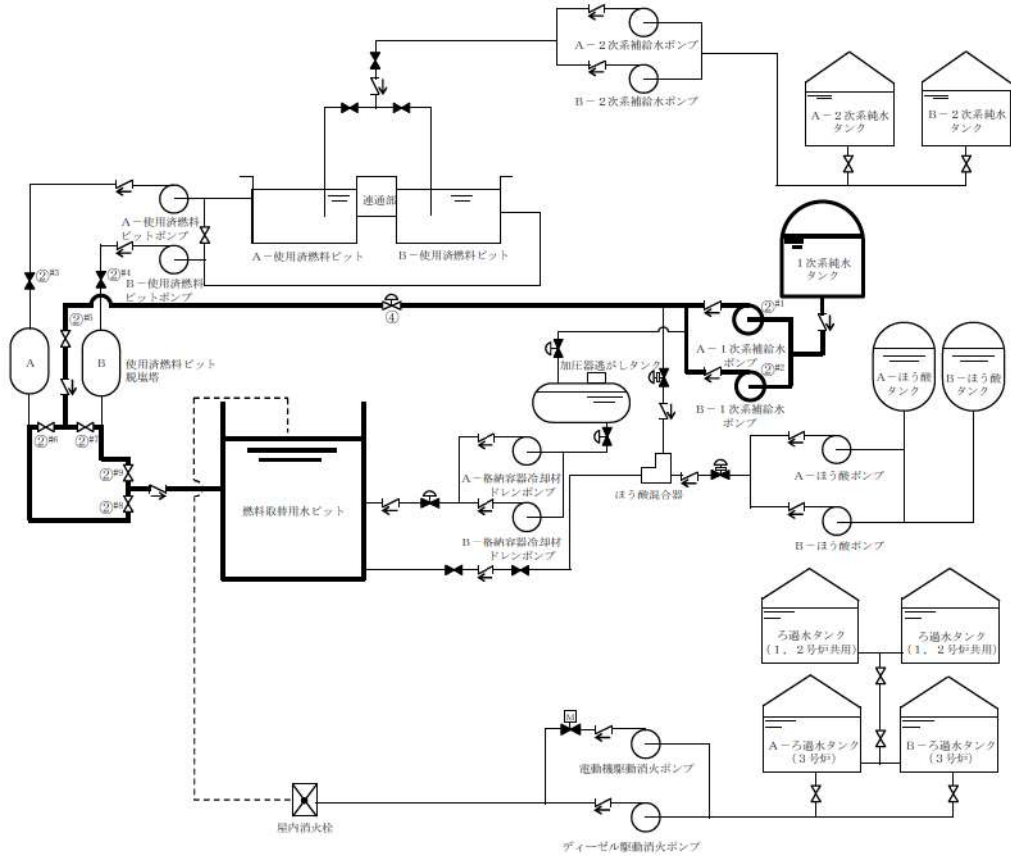 A－2次系補給水ポンプ
B－2次系補給水ポンプ
A－2次系純水
タンク
B－2次系純水
タンク
連通部
A－使用済燃料
ピットポンプ
A－使用済燃料ピット
B－使用済燃料ピット
B－使用済燃料
ピットポンプ
1次系純水
タンク
②#3
②#4
②#5
④
②#1
A－1次系補給水
ポンプ
②#2
B－1次系補給水
ポンプ
A
B
使用済燃料ピット
脱塩塔
加圧器逃がしタンク
A－ほう酸
タンク
B－ほう酸
タンク
②#6
②#7
②#9
②#8
燃料取替用水ピット
A－格納容器冷却材
ドレンポンプ
B－格納容器冷却材
ドレンポンプ
ほう酸混合器
A－ほう酸ポンプ
B－ほう酸ポンプ
ろ過水タンク
(1，2号炉共用)
ろ過水タンク
(1，2号炉共用)
A－ろ過水タンク
(3号炉)
B－ろ過水タンク
(3号炉)
M
電動機駆動消火ポンプ
屋内消火栓
ディーゼル駆動消火ポンプ